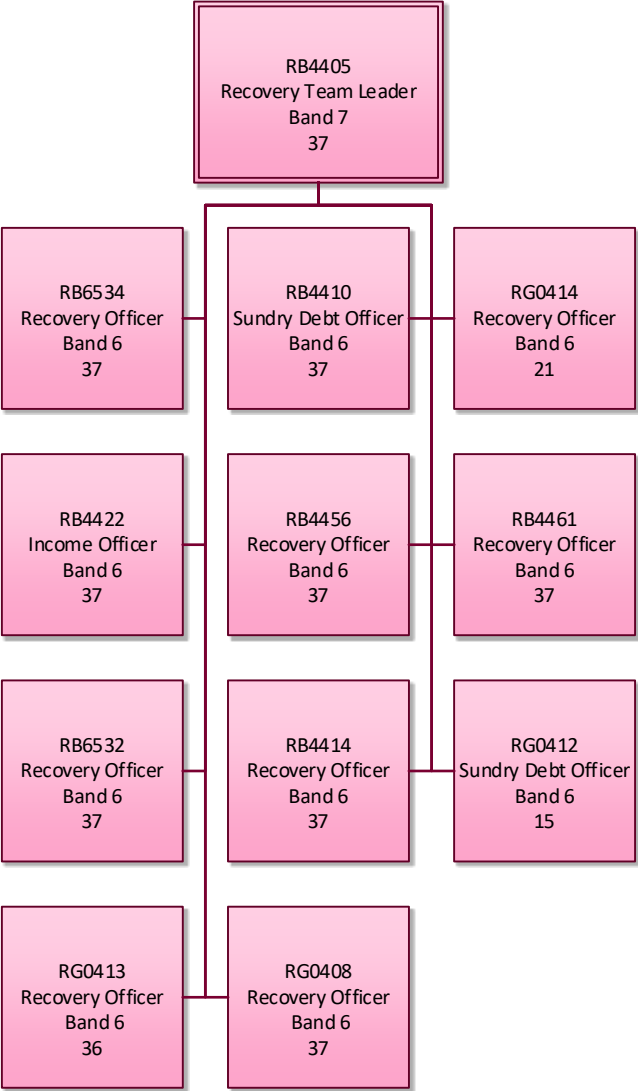 RB4405
Recovery Team Leader
Band 7
37
RB6534
Recovery Officer
Band 6
37
RB4410
Sundry Debt Officer
Band 6
37
RG0414
Recovery Officer
Band 6
21
RB4422
Income Officer
Band 6
37
RB4456
Recovery Officer
Band 6
37
RB4461
Recovery Officer
Band 6
37
RB6532
Recovery Officer
Band 6
37
RB4414
Recovery Officer
Band 6
37
RG0412
Sundry Debt Officer
Band 6
15
RG0413
Recovery Officer
Band 6
36
RG0408
Recovery Officer
Band 6
37